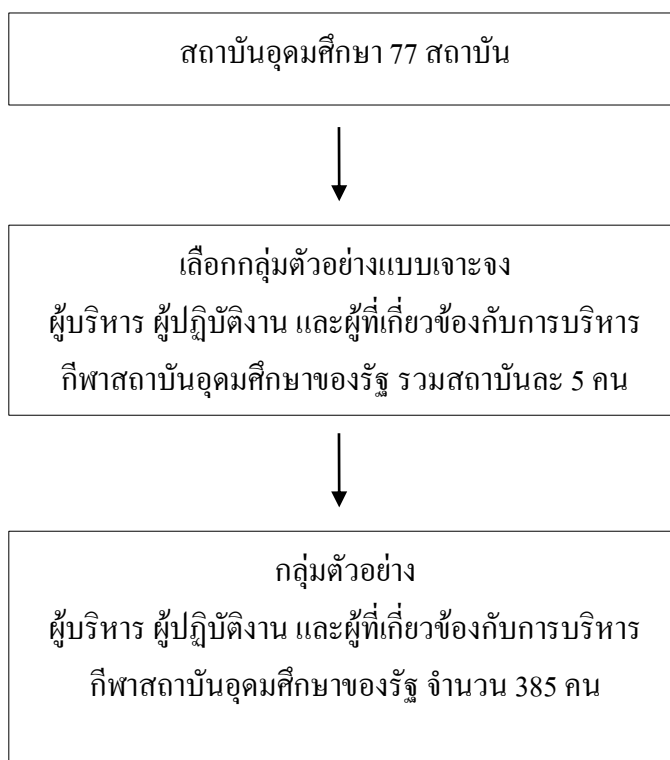 สถาบันอุดมศึกษา 77 สถาบัน
เลือกกลุ่มตัวอย่างแบบเจาะจง
ผู้บริหาร ผู้ปฏิบัติงาน และผู้ที่เกี่ยวข้องกับการบริหาร
กีฬาสถาบันอุดมศึกษาของรัฐ รวมสถาบันละ 5 คน
กลุ่มตัวอย่าง
ผู้บริหาร ผู้ปฏิบัติงาน และผู้ที่เกี่ยวข้องกับการบริหาร
กีฬาสถาบันอุดมศึกษาของรัฐ จำนวน 385 คน